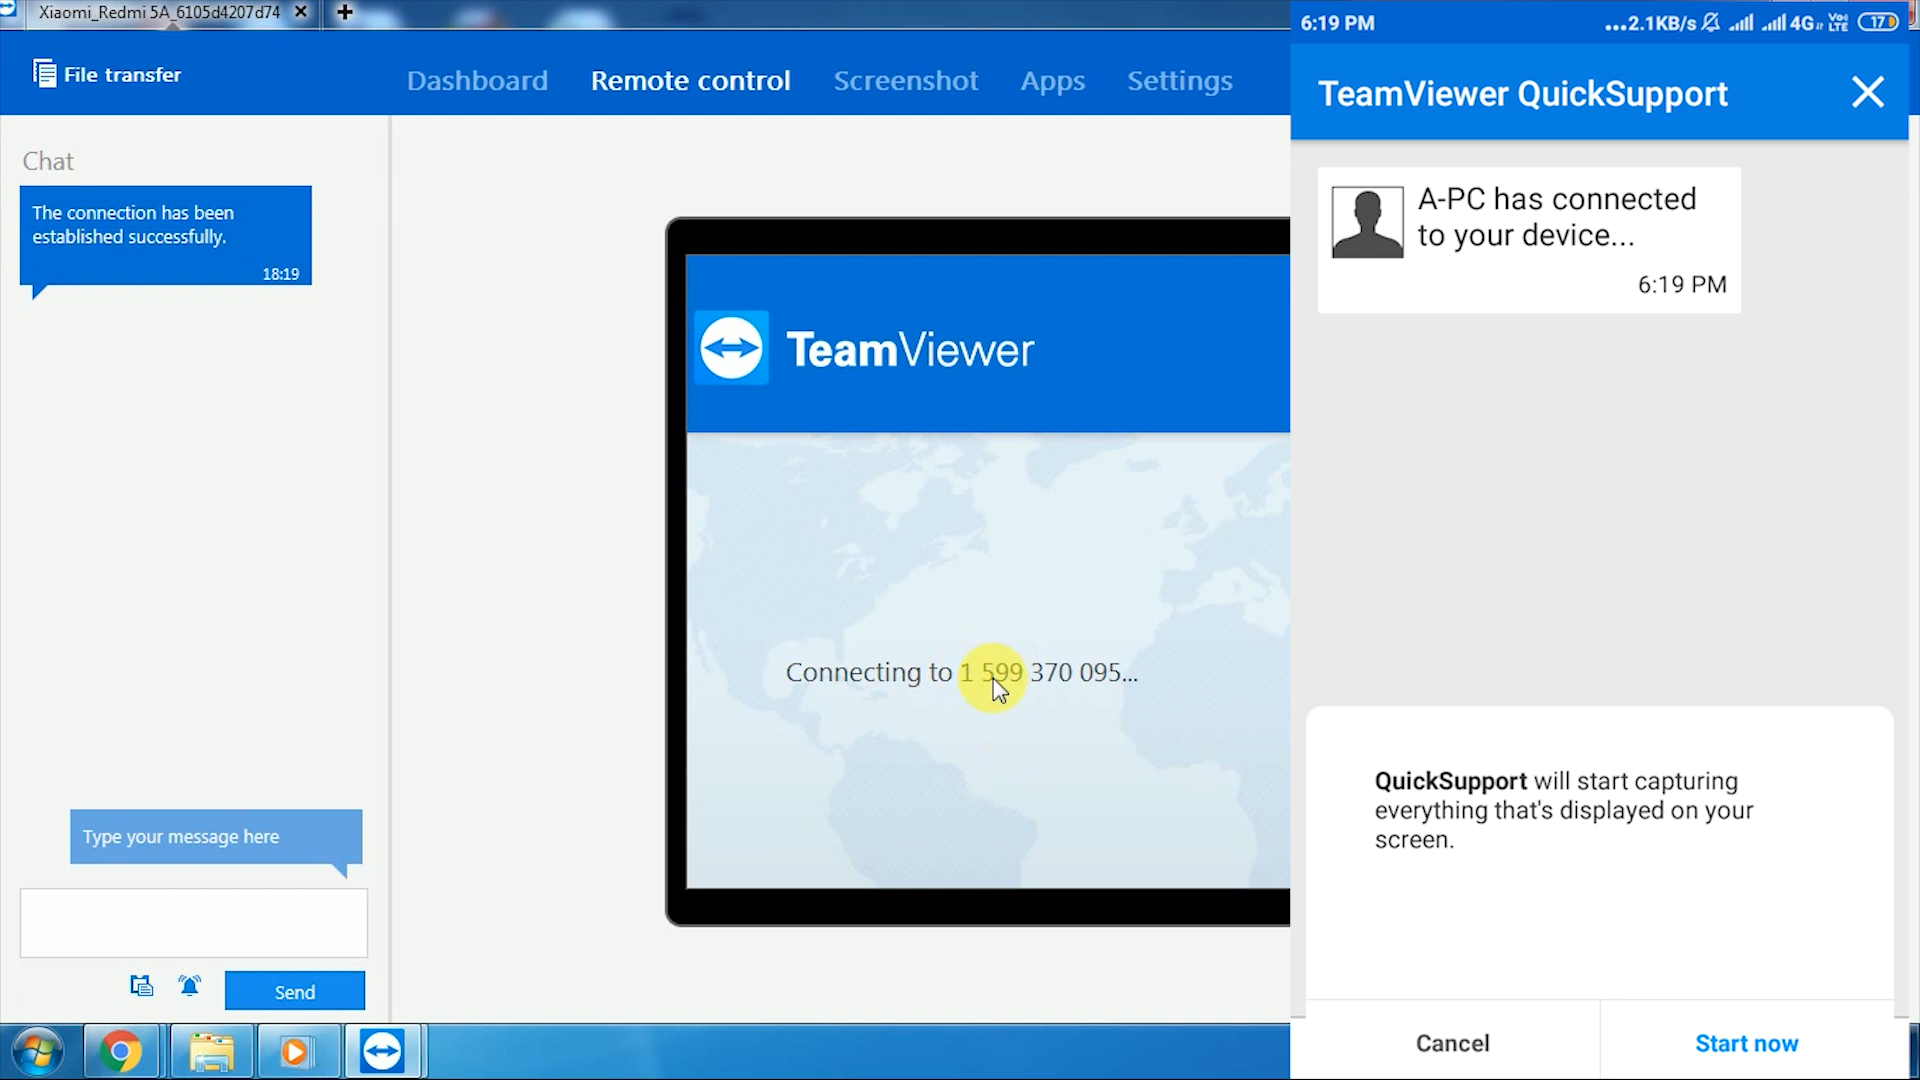 Xiaomi_Redmi 5A_6105d4207d74
File transfer
Dashboard
Remote control
Screenshot
Apps
Settings
Chat
The connection has been
established successfully.
18:19
TeamViewer
Connecting to 1 599 370 095...
Type your message here
Send
6:19 PM
...2.1KB/s
4G
Vo
LTE
17
TeamViewer QuickSupport
A-PC has connected
to your device...
6:19 PM
QuickSupport will start capturing
everything that's displayed on your
screen.
Cancel
Start now